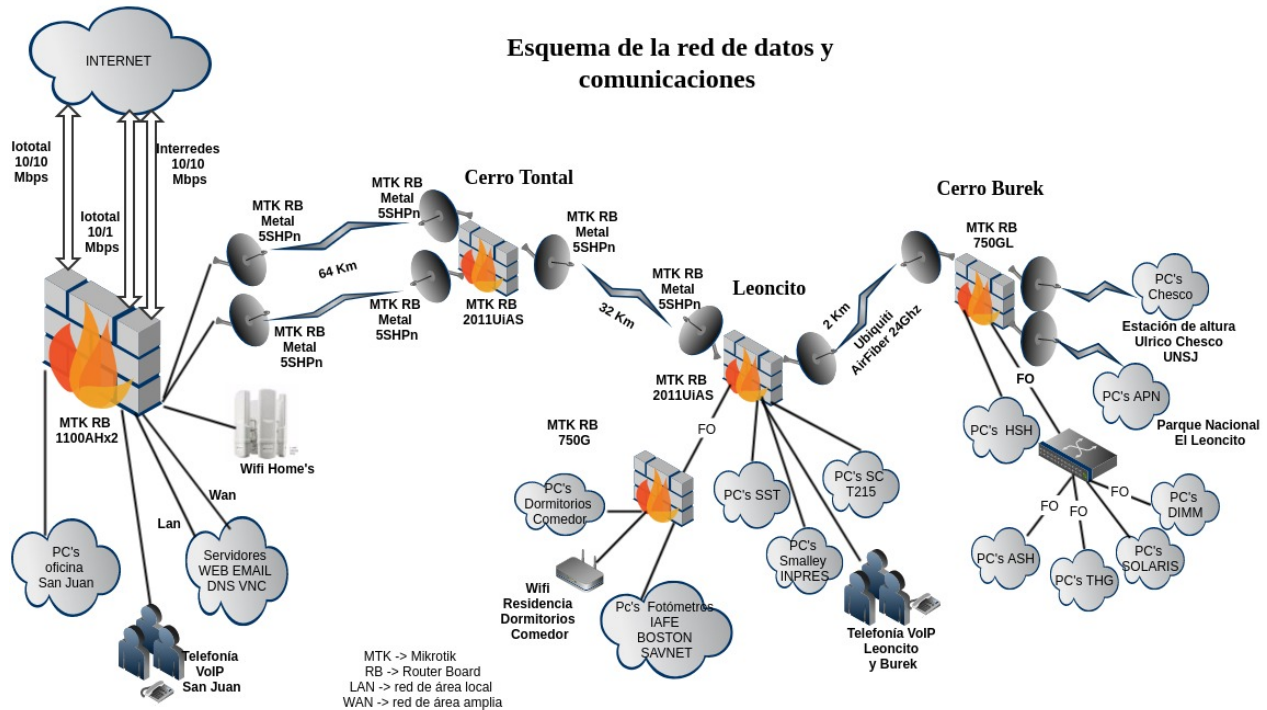 Esquema de la red de datos y
comunicaciones
INTERNET
Iototal
10/10
Mbps
Iototal
10/1
Mbps
Interredes
10/10
Mbps
MTK RB
1100AHx2
MTK RB
Metal
5SHPn
MTK RB
Metal
5SHPn
64 Km
MTK RB
Metal
5SHPn
MTK RB
Metal
5SHPn
Cerro Tontal
MTK RB
2011UiAS
MTK RB
Metal
5SHPn
32 Km
MTK RB
Metal
5SHPn
Leoncito
MTK RB
2011UiAS
2 Km
Ubiquiti
AirFiber 24Ghz
Cerro Burek
MTK RB
750GL
PC's
Chesco
Estación de altura
Ulrico Chesco
UNSJ
PC's APN
Parque Nacional
El Leoncito
FO
PC's HSH
FO
FO
FO
PC's ASH
PC's THG
PC's
SOLARIS
PC's
DIMM
Wifi Home's
Wan
Lan
PC's
oficina
San Juan
Servidores
WEB EMAIL
DNS VNC
Telefonía
VoIP
San Juan
MTK RB
750G
FO
PC's
Dormitorios
Comedor
Wifi
Residencia
Dormitorios
Comedor
Pc's Fotómetros
IAFE
BOSTON
SAVNET
PC's SST
PC's
Smalley
INPRES
PC's SC
T215
Telefonía VoIP
Leoncito
y Burek
MTK -> Mikrotik
RB -> Router Board
LAN -> red de área local
WAN -> red de área amplia